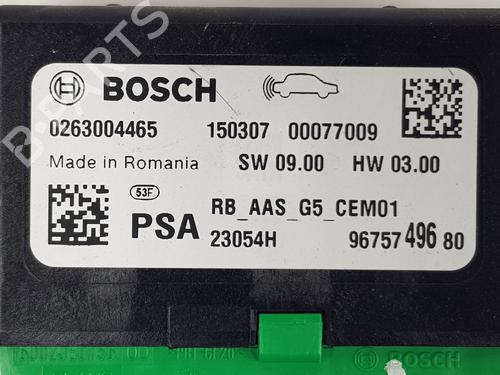 B-PARTS
BOSCH
0263004465 150307 00077009
Made in Romania SW 09.00 HW 03.00
53F
PSA RB_AAS_G5_CEM01
23054H 96757 496 80